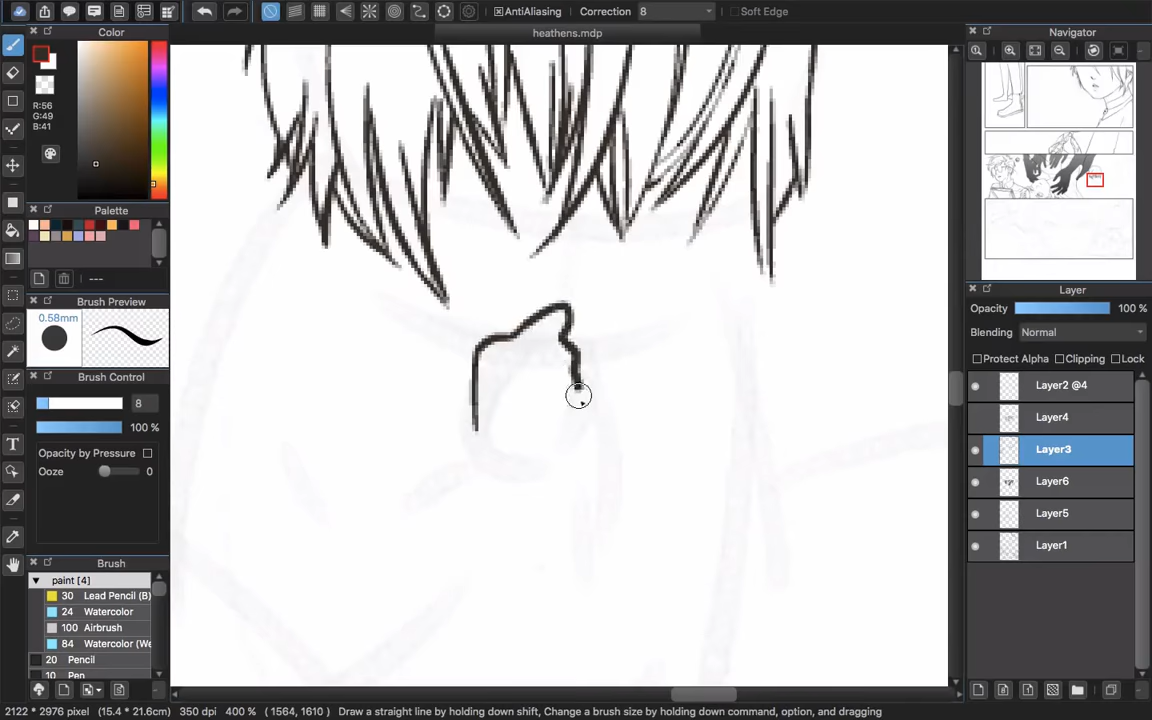 AntiAliasing
Correction
8
Soft Edge
Color
heathens.mdp
Navigator
R:56
G:49
B:41
Palette
---
Brush Preview
0.58mm
Layer
Opacity
100 %
Blending
Normal
Protect Alpha
Clipping
Lock
Brush Control
8
100 %
Layer2 @4
Layer4
Layer3
Layer6
Layer5
Layer1
Opacity by Pressure
Ooze
0
Brush
paint [4]
30 Lead Pencil (B)
24 Watercolor
100 Airbrush
84 Watercolor (We
20 Pencil
10 Pen
2122 * 2976 pixel (15.4 * 21.6cm) 350 dpi 400 % ( 1564, 1610 ) Draw a straight line by holding down shift, Change a brush size by holding down command, option, and dragging